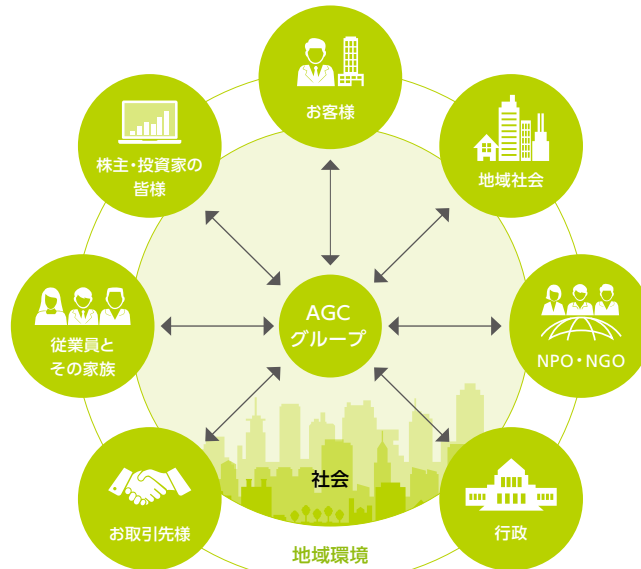 お客様
株主・投資家の
皆様
地域社会
AGC
グループ
従業員と
その家族
NPO・NGO
社会
お取引先様
行政
地域環境